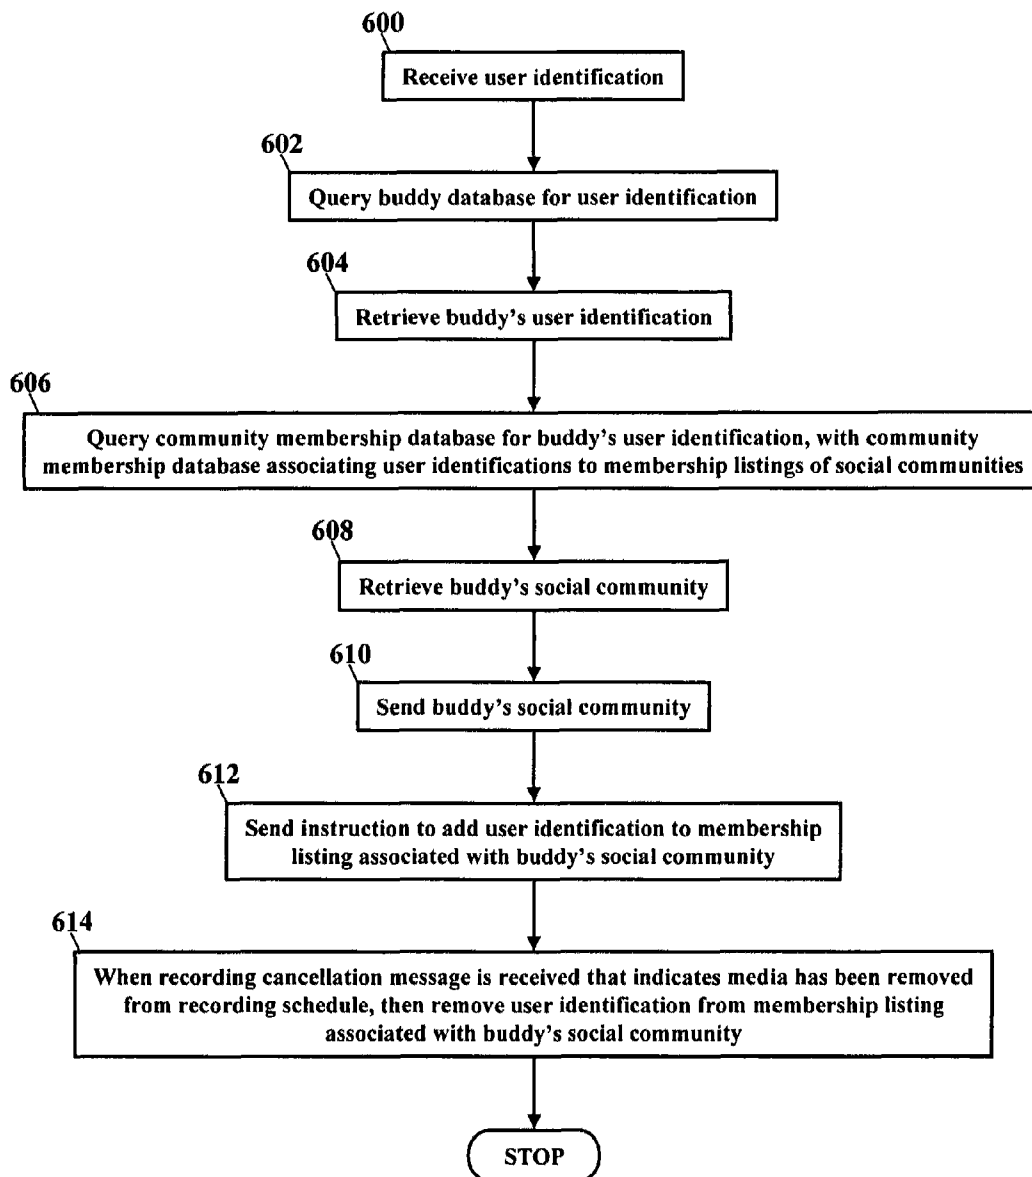 600
Receive user identification
602
Query buddy database for user identification
604
Retrieve buddy's user identification
606
Query community membership database for buddy's user identification, with community
membership database associating user identifications to membership listings of social communities
608
Retrieve buddy's social community
610
Send buddy's social community
612
Send instruction to add user identification to membership
listing associated with buddy's social community
614
When recording cancellation message is received that indicates media has been removed
from recording schedule, then remove user identification from membership listing
associated with buddy's social community
STOP